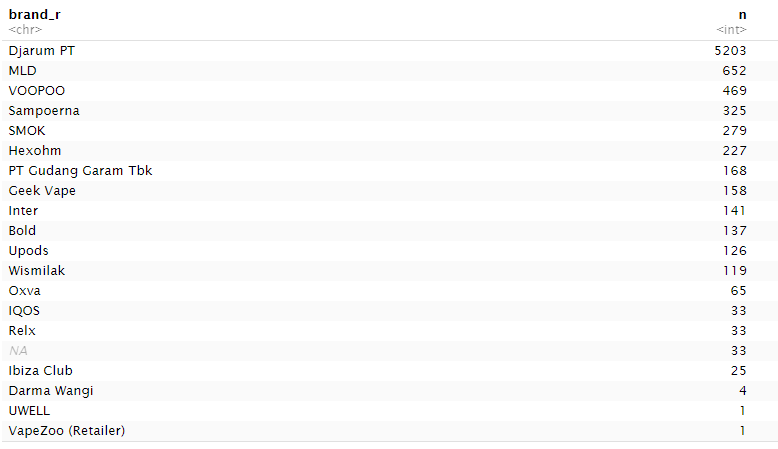 brand_r n
<chr> <int>
Djarum PT 5203
MLD 652
VOOPOO 469
Sampoerna 325
SMOK 279
Hexohm 227
PT Gudang Garam Tbk 168
Geek Vape 158
Inter 141
Bold 137
Upods 126
Wismilak 119
Oxva 65
IQOS 33
Relx 33
NA 33
Ibiza Club 25
Darma Wangi 4
UWELL 1
VapeZoo (Retailer) 1